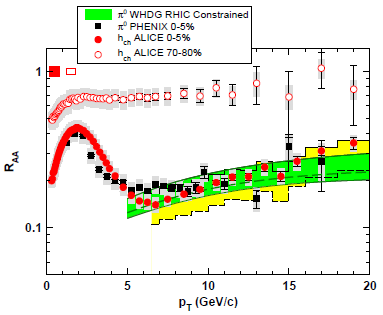 π⁰ WHDG RHIC Constrained
π⁰ PHENIX 0-5%
h_ch ALICE 0-5%
h_ch ALICE 70-80%
1
R_AA
0.1
0 5 10 15 20
p_T (GeV/c)